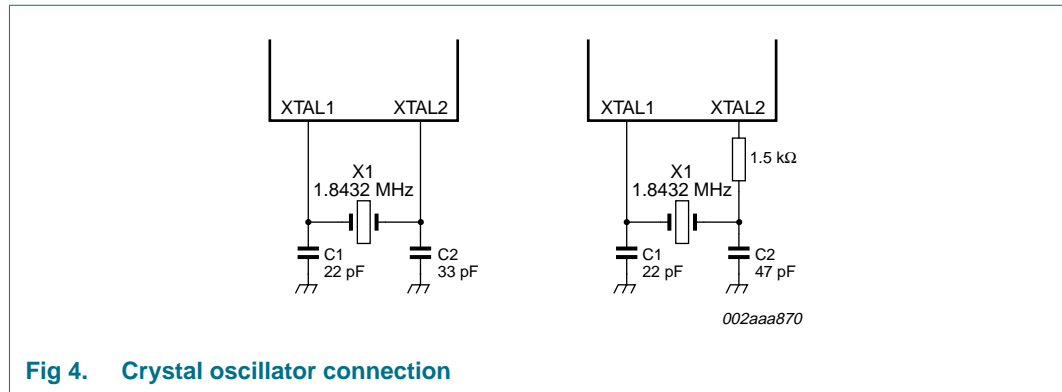 XTAL1 XTAL2
X1
1.8432 MHz
C1
22 pF
C2
33 pF
XTAL1 XTAL2
1.5 kΩ
X1
1.8432 MHz
C1
22 pF
C2
47 pF
002aaa870
Fig 4. Crystal oscillator connection